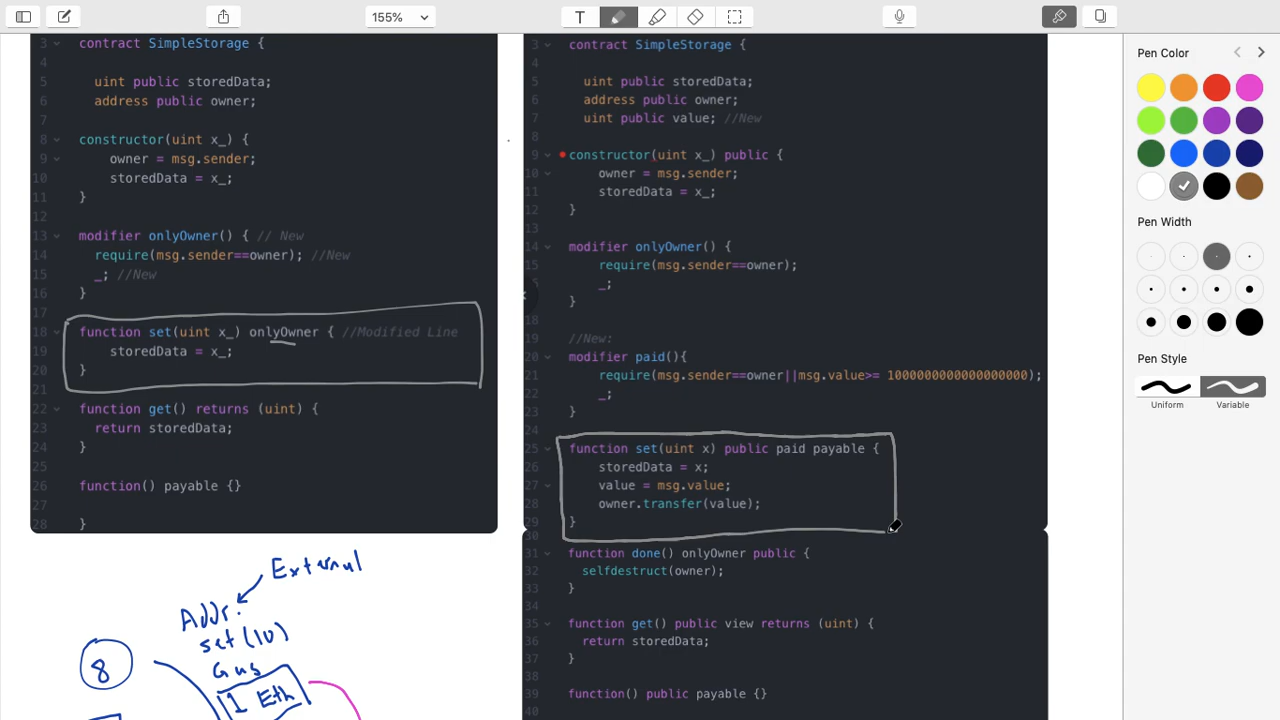 155%
T
3 contract SimpleStorage {
4
5 uint public storedData;
6 address public owner;
7
8 constructor(uint x_) {
9 owner = msg.sender;
10 storedData = x_;
11 }
12
13 modifier onlyOwner() { // New
14 require(msg.sender==owner); //New
15 _; //New
16 }
17
18 function set(uint x_) onlyOwner { //Modified Line
19 storedData = x_;
20 }
21
22 function get() returns (uint) {
23 return storedData;
24 }
25
26 function() payable {}
27
28 }
External
Addr.
set(10)
Gas
8
1 Eth
3 contract SimpleStorage {
4
5 uint public storedData;
6 address public owner;
7 uint public value; //New
8
9 constructor(uint x_) public {
10 owner = msg.sender;
11 storedData = x_;
12 }
13
14 modifier onlyOwner() {
15 require(msg.sender==owner);
_;
}
18
19 //New:
20 modifier paid(){
21 require(msg.sender==owner||msg.value>= 1000000000000000000);
22 _;
23 }
24
25 function set(uint x) public paid payable {
26 storedData = x;
27 value = msg.value;
28 owner.transfer(value);
29 }
30
31 function done() onlyOwner public {
32 selfdestruct(owner);
33 }
34
35 function get() public view returns (uint) {
36 return storedData;
37 }
38
39 function() public payable {}
40
Pen Color
Pen Width
Pen Style
Uniform Variable